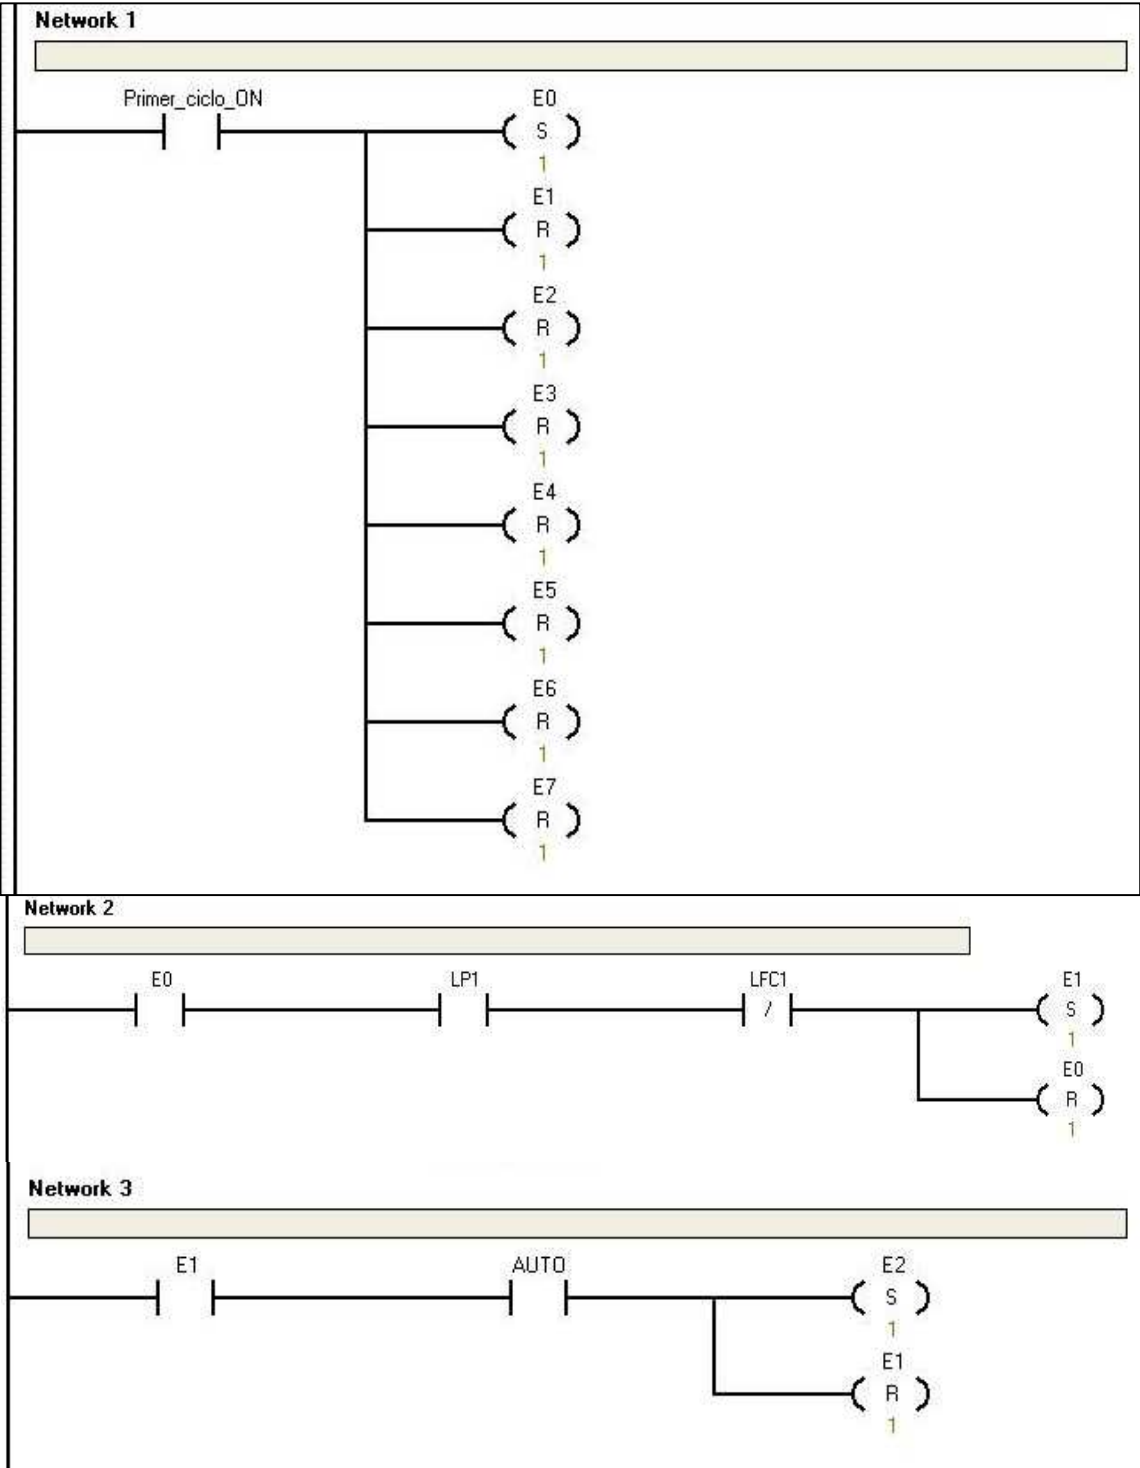 Network 1
Primer_ciclo_ON E0
S
1
E1
R
1
E2
R
1
E3
R
1
E4
R
1
E5
R
1
E6
R
1
E7
R
1
Network 2
E0 LP1 LFC1 E1
/ S
1
E0
R
1
Network 3
E1 AUTO E2
S
1
E1
R
1